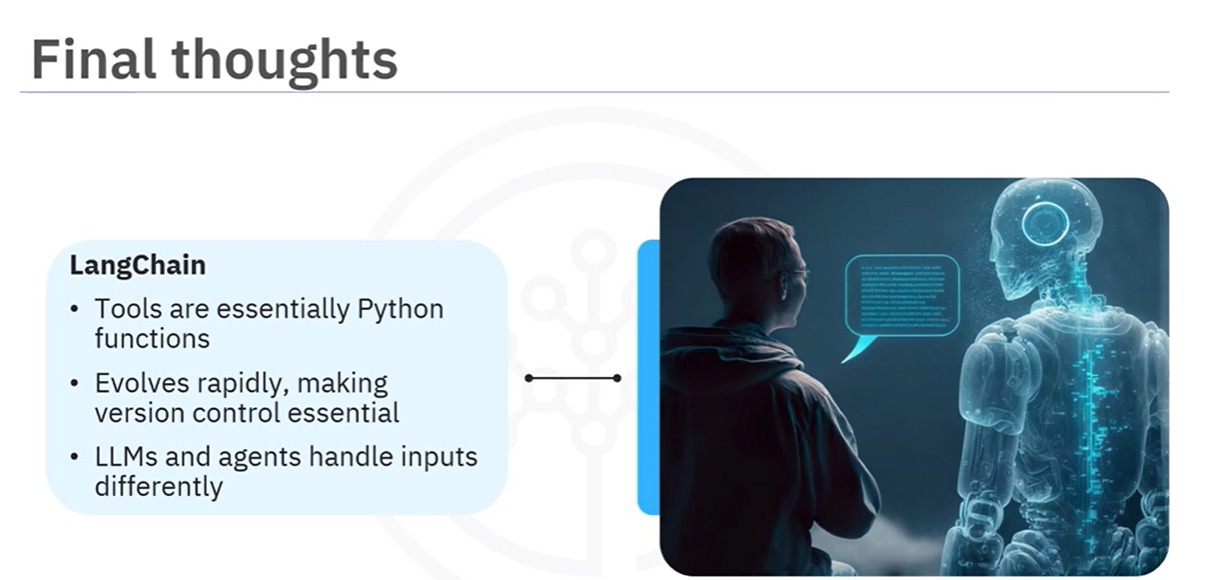 Final thoughts
LangChain
• Tools are essentially Python
functions
• Evolves rapidly, making
version control essential
• LLMs and agents handle inputs
differently